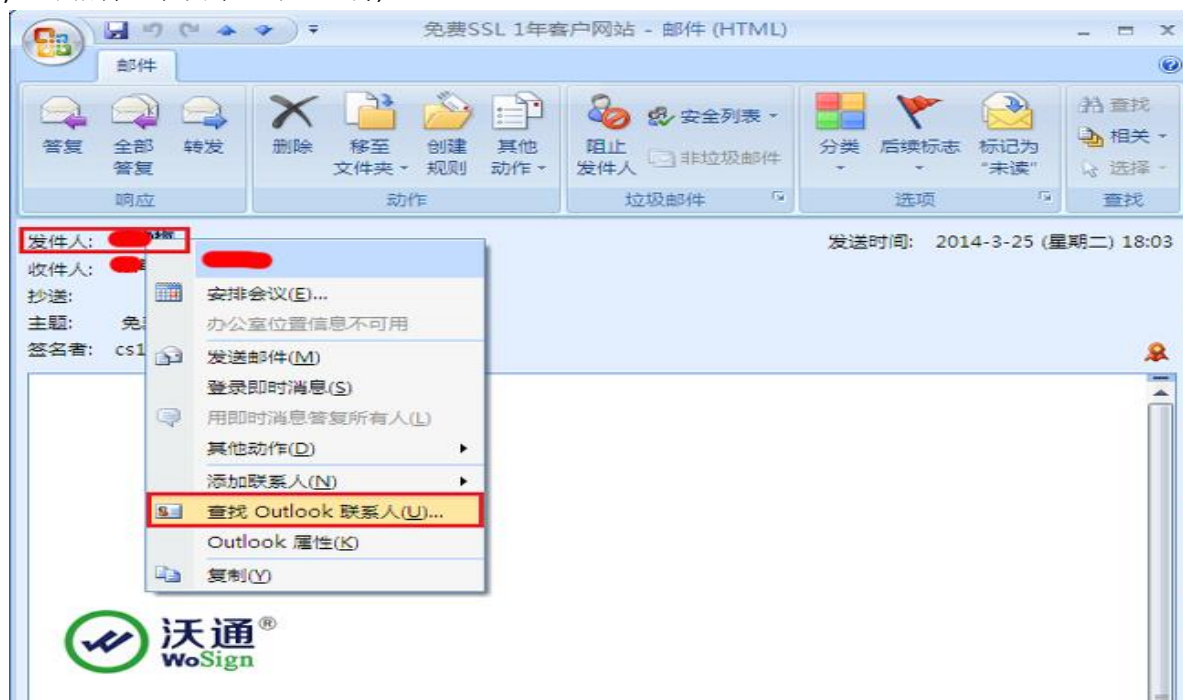 免费SSL 1年客户网站 - 邮件 (HTML)
邮件
答复 全部答复 转发 删除 移至文件夹 创建规则 其他动作 阻止发件人 安全列表 非垃圾邮件 分类 后续标志 标记为"未读" 查找 相关 选择
响应 动作 垃圾邮件 选项 查找
发件人: 发送时间: 2014-3-25 (星期二) 18:03
收件人:
抄送:
主题: 免
签名者: cs1
安排会议(E)...
办公室位置信息不可用
发送邮件(M)
登录即时消息(S)
用即时消息答复所有人(L)
其他动作(D)
添加联系人(N)
查找 Outlook 联系人(U)...
Outlook 属性(K)
复制(Y)
沃通®
WoSign